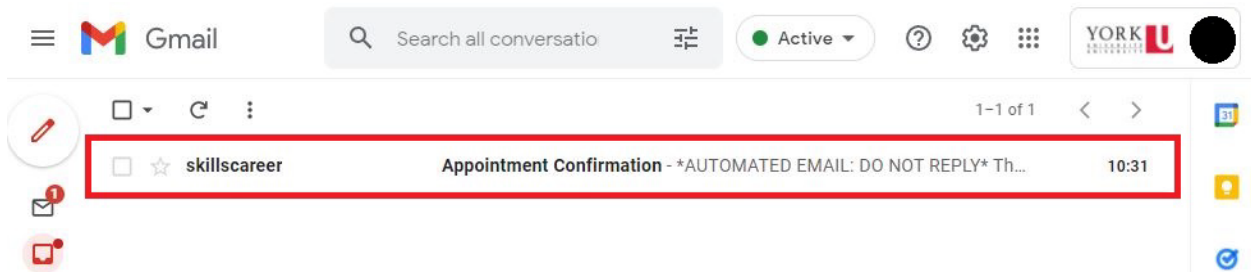 Gmail
Search all conversatio
Active
YORK U
1-1 of 1
31
skillscareer Appointment Confirmation - *AUTOMATED EMAIL: DO NOT REPLY* Th... 10:31
1